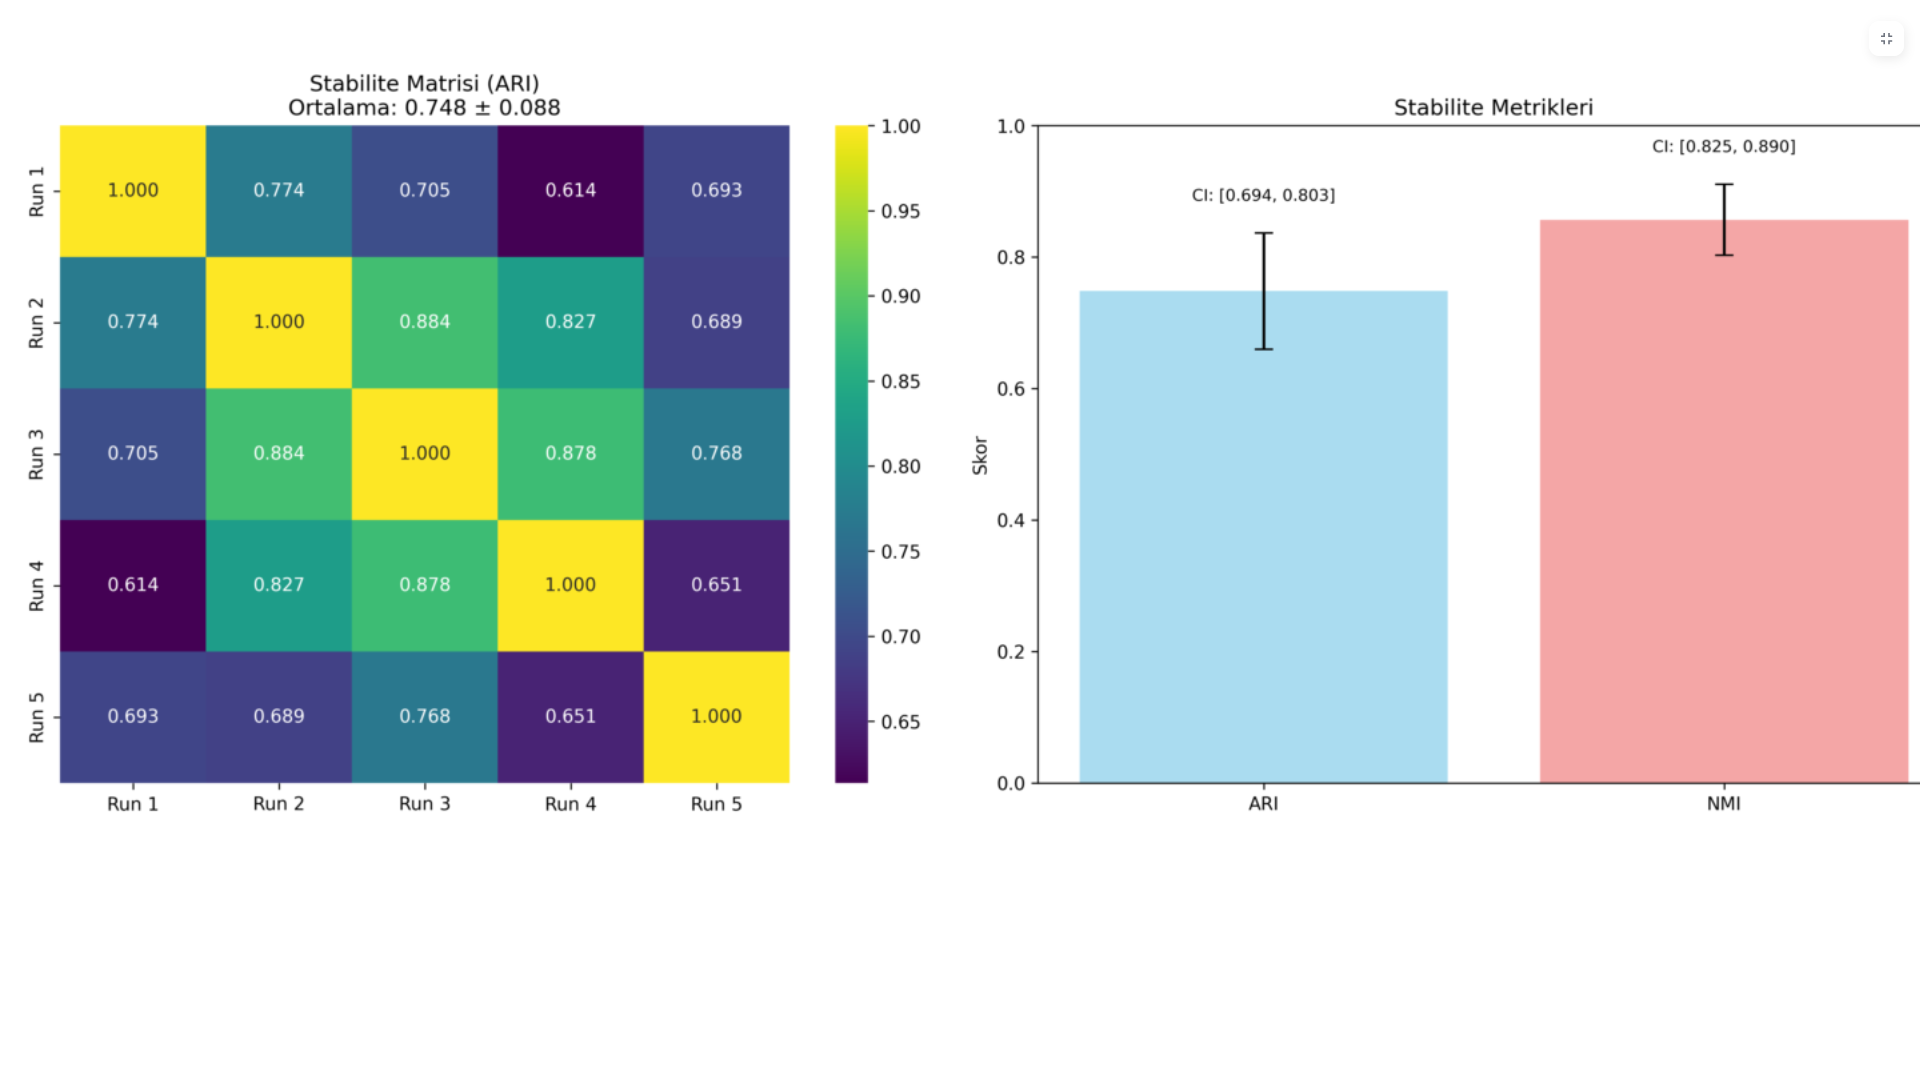 Stabilite Matrisi (ARI)
Ortalama: 0.748 ± 0.088
Run 1
1.000 0.774 0.705 0.614 0.693
Run 2
0.774 1.000 0.884 0.827 0.689
Run 3
0.705 0.884 1.000 0.878 0.768
Run 4
0.614 0.827 0.878 1.000 0.651
Run 5
0.693 0.689 0.768 0.651 1.000
Run 1 Run 2 Run 3 Run 4 Run 5
1.00
0.95
0.90
0.85
0.80
0.75
0.70
0.65
Stabilite Metrikleri
Skor
1.0
0.8
0.6
0.4
0.2
0.0
CI: [0.694, 0.803]
CI: [0.825, 0.890]
ARI NMI